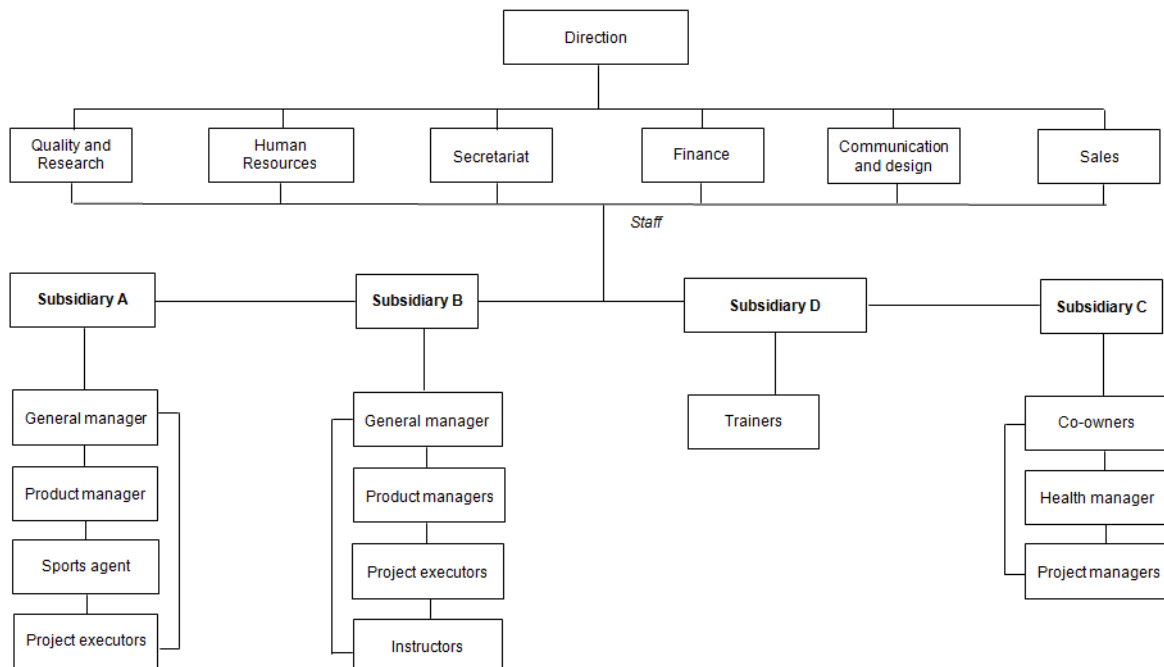 Direction
Quality and
Research
Human
Resources
Secretariat
Finance
Communication
and design
Sales
Staff
Subsidiary A
Subsidiary B
Subsidiary D
Subsidiary C
General manager
Product manager
Sports agent
Project executors
General manager
Product managers
Project executors
Instructors
Trainers
Co-owners
Health manager
Project managers